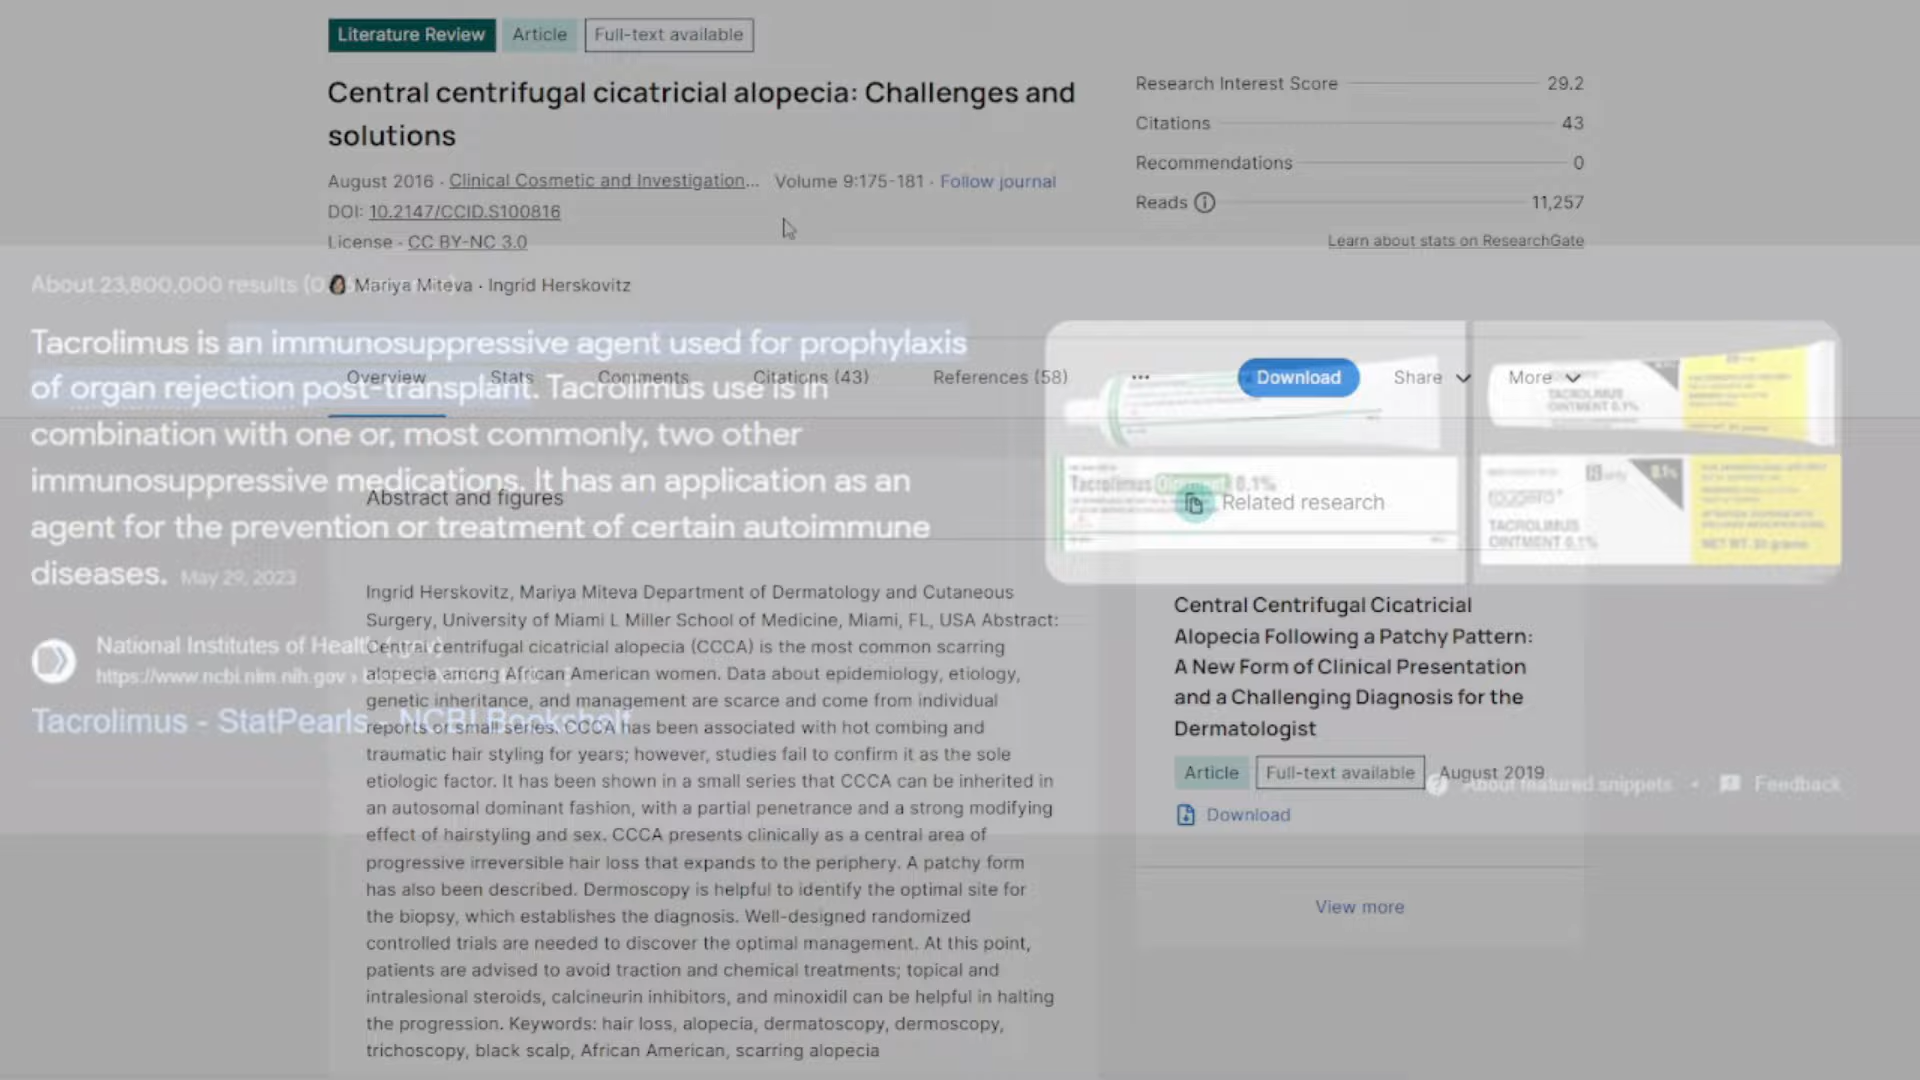 Literature Review Article Full-text available
Central centrifugal cicatricial alopecia: Challenges and
solutions
August 2016 · Clinical Cosmetic and Investigation... Volume 9:175-181 · Follow journal
DOI: 10.2147/CCID.S100816
License · CC BY-NC 3.0
Mariya Miteva · Ingrid Herskovitz
Research Interest Score 29.2
Citations 43
Recommendations 0
Reads 11,257
Learn about stats on ResearchGate
Overview Stats Comments Citations (43) References (58) ... Download Share More
Abstract and figures
Ingrid Herskovitz, Mariya Miteva Department of Dermatology and Cutaneous
Surgery, University of Miami L Miller School of Medicine, Miami, FL, USA Abstract:
Central centrifugal cicatricial alopecia (CCCA) is the most common scarring
alopecia among African American women. Data about epidemiology, etiology,
genetic inheritance, and management are scarce and come from individual
reports or small series. CCCA has been associated with hot combing and
traumatic hair styling for years; however, studies fail to confirm it as the sole
etiologic factor. It has been shown in a small series that CCCA can be inherited in
an autosomal dominant fashion, with a partial penetrance and a strong modifying
effect of hairstyling and sex. CCCA presents clinically as a central area of
progressive irreversible hair loss that expands to the periphery. A patchy form
has also been described. Dermoscopy is helpful to identify the optimal site for
the biopsy, which establishes the diagnosis. Well-designed randomized
controlled trials are needed to discover the optimal management. At this point,
patients are advised to avoid traction and chemical treatments; topical and
intralesional steroids, calcineurin inhibitors, and minoxidil can be helpful in halting
the progression. Keywords: hair loss, alopecia, dermatoscopy, dermoscopy,
trichoscopy, black scalp, African American, scarring alopecia
Related research
Central Centrifugal Cicatricial
Alopecia Following a Patchy Pattern:
A New Form of Clinical Presentation
and a Challenging Diagnosis for the
Dermatologist
Article Full-text available August 2019
Download
View more
About 23,800,000 results
Tacrolimus is an immunosuppressive agent used for prophylaxis
of organ rejection post-transplant. Tacrolimus use is in
combination with one or, most commonly, two other
immunosuppressive medications. It has an application as an
agent for the prevention or treatment of certain autoimmune
diseases. May 29, 2023
National Institutes of Health (.gov)
https://www.ncbi.nlm.nih.gov
Tacrolimus - StatPearls - NCBI Bookshelf
Tacrolimus Ointment 0.1%
TACROLIMUS
OINTMENT 0.1%
TACROLIMUS
OINTMENT 0.1%
About featured snippets · Feedback